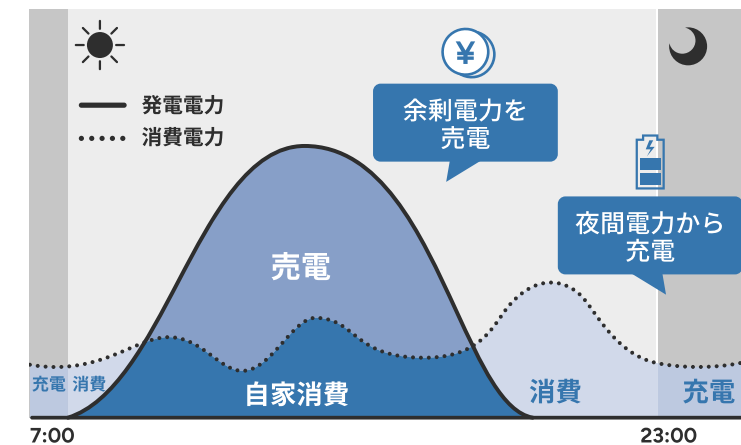 ¥
発電電力
消費電力
余剰電力を
売電
夜間電力から
充電
売電
自家消費
充電
消費
消費
充電
7:00
23:00